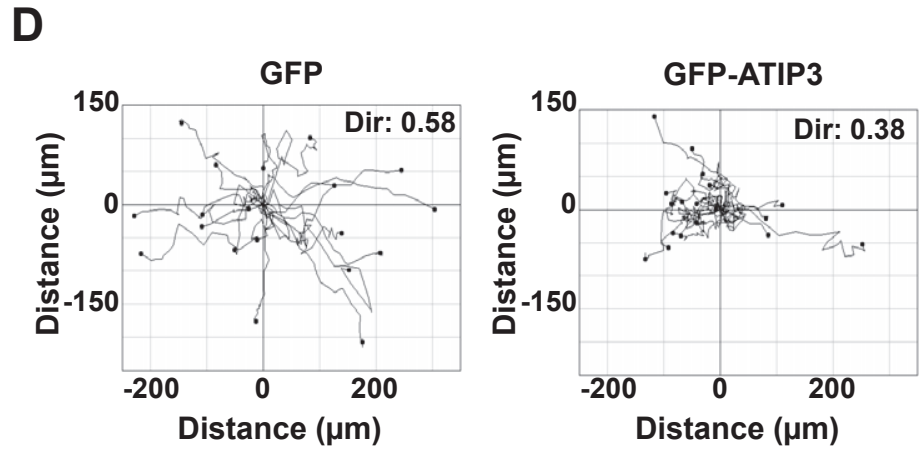 D
GFP
150
0
-150
Distance (µm)
Dir: 0.58
-200 0 200
Distance (µm)
GFP-ATIP3
150
0
-150
Distance (µm)
Dir: 0.38
-200 0 200
Distance (µm)